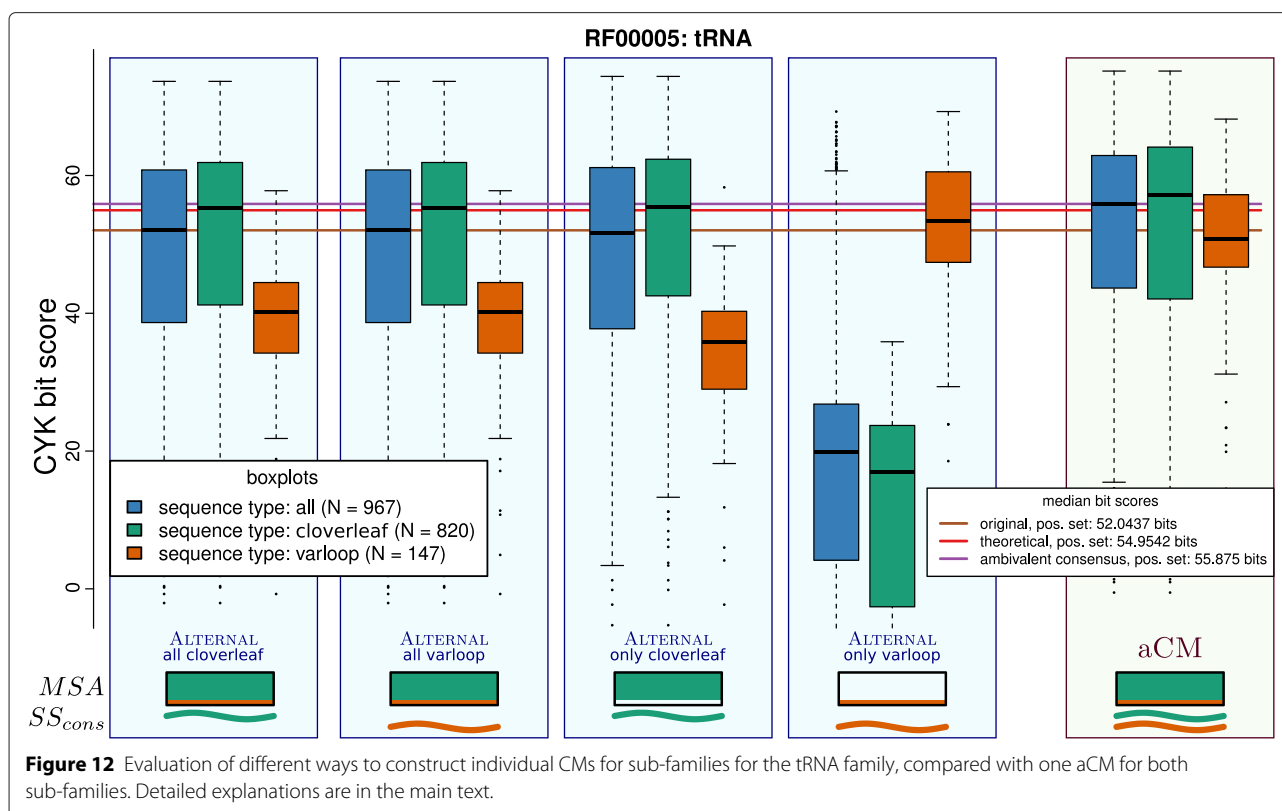 RF00005: tRNA
CYK bit score
60
40
20
0
boxplots
sequence type: all (N = 967)
sequence type: cloverleaf (N = 820)
sequence type: varloop (N = 147)
median bit scores
original, pos. set: 52.0437 bits
theoretical, pos. set: 54.9542 bits
ambivalent consensus, pos. set: 55.875 bits
ALTERNAL
all cloverleaf
ALTERNAL
all varloop
ALTERNAL
only cloverleaf
ALTERNAL
only varloop
aCM
MSA
SS_cons
Figure 12 Evaluation of different ways to construct individual CMs for sub-families for the tRNA family, compared with one aCM for both
sub-families. Detailed explanations are in the main text.